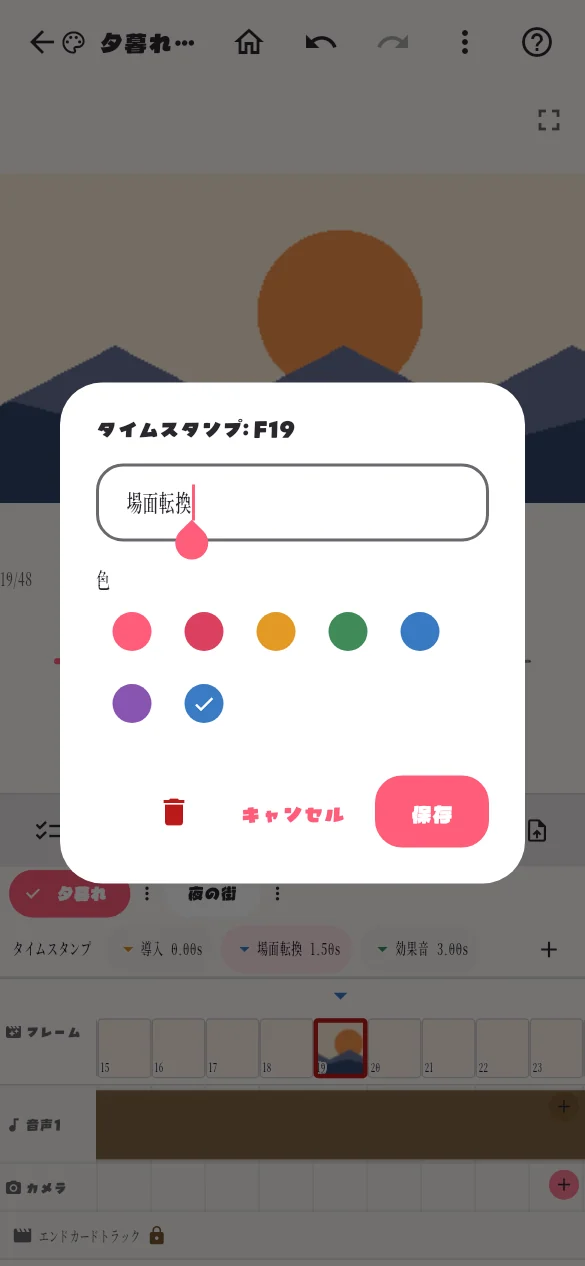 夕暮れ…
タイムスタンプ: F19
場面転換
色
19/48
キャンセル
保存
夕暮れ
夜の街
タイムスタンプ
導入 0.00s
場面転換 1.50s
効果音 3.00s
フレーム
15
16
17
18
19
20
21
22
23
音声1
カメラ
エンドカードトラック